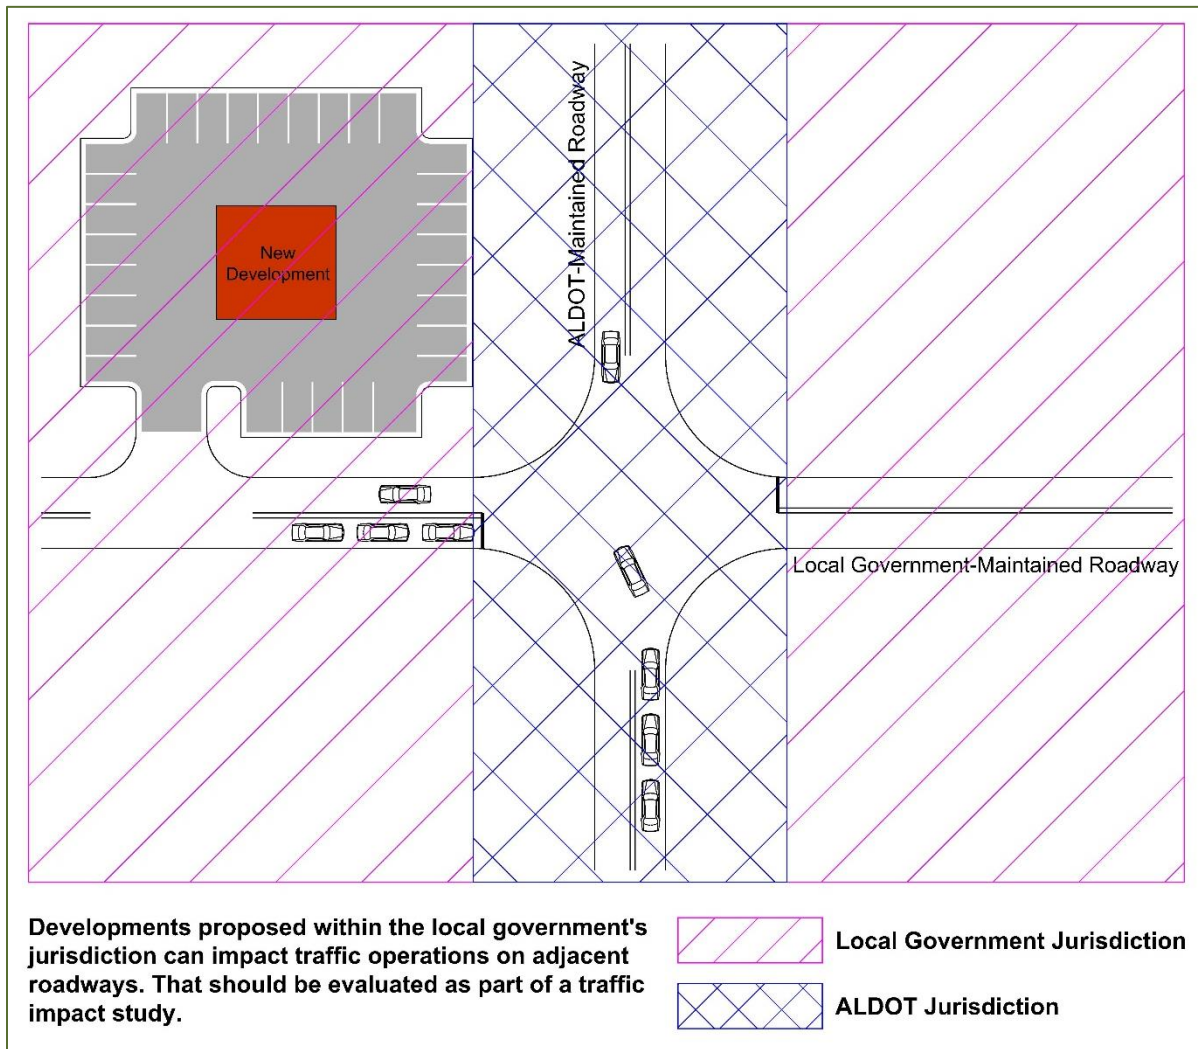 ALDOT-Maintained Roadway
New
Development
Local Government-Maintained Roadway
Developments proposed within the local government's
jurisdiction can impact traffic operations on adjacent
roadways. That should be evaluated as part of a traffic
impact study.
Local Government Jurisdiction
ALDOT Jurisdiction